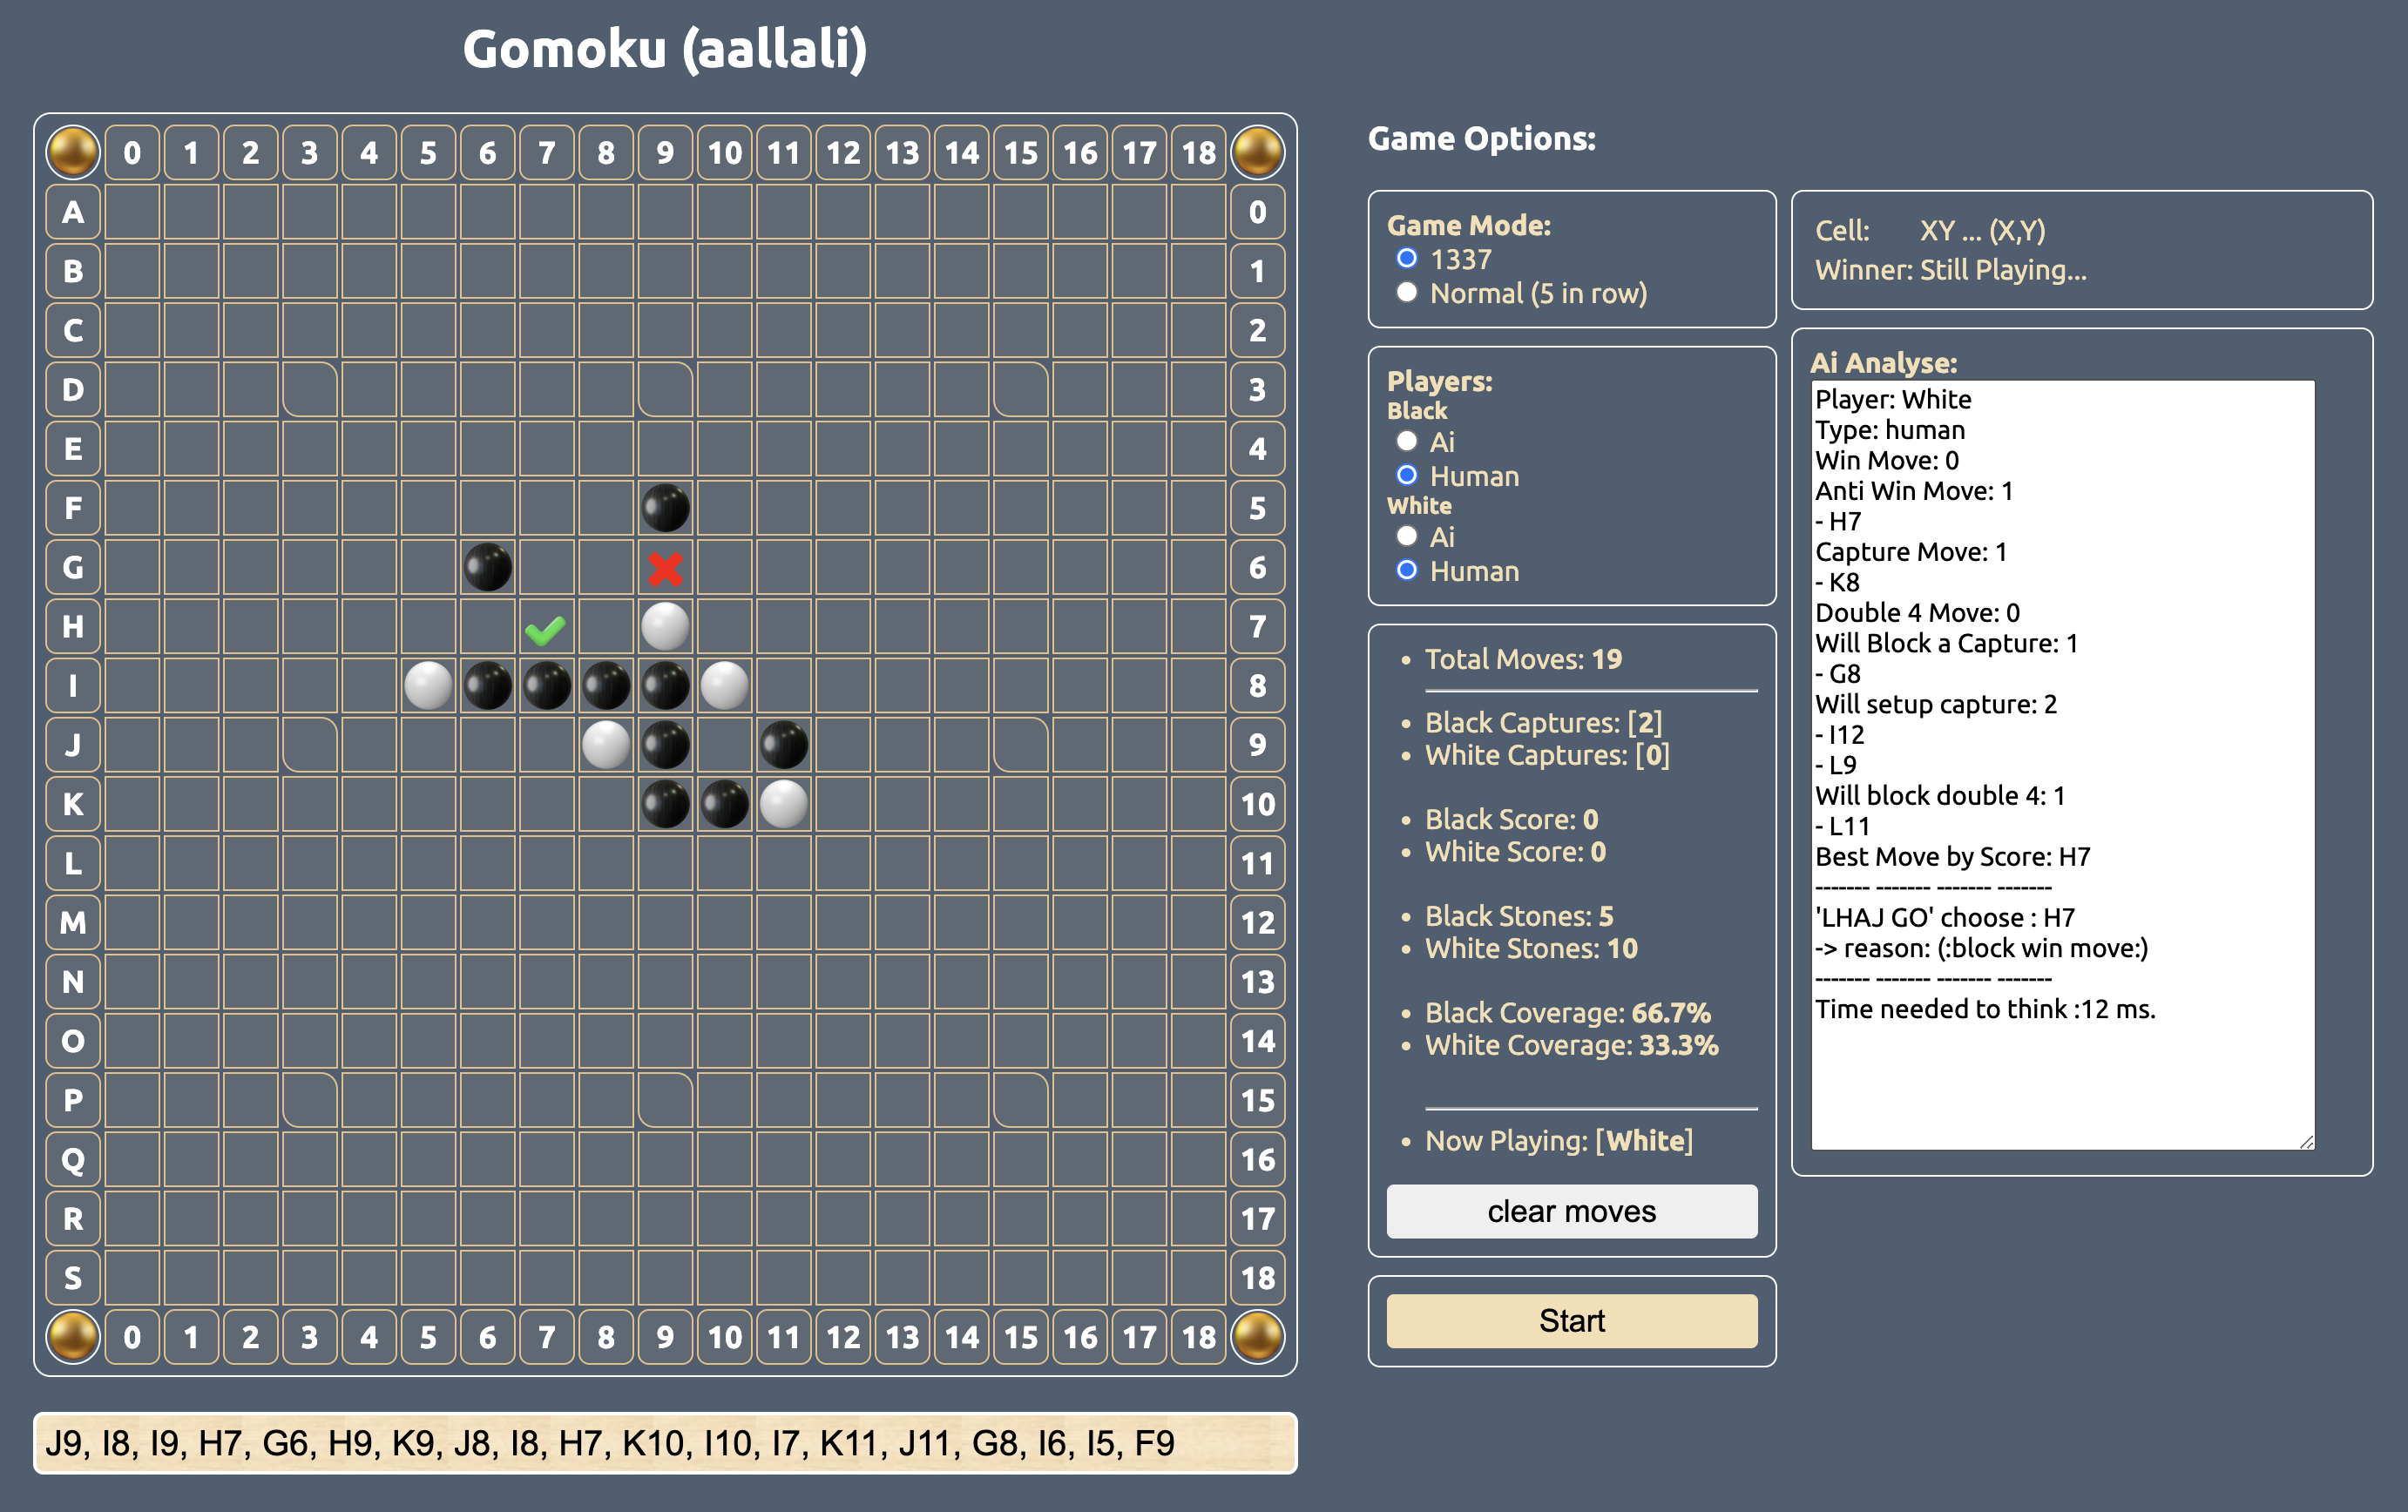 Gomoku (aallali)
0 1 2 3 4 5 6 7 8 9 10 11 12 13 14 15 16 17 18
A 0
B 1
C 2
D 3
E 4
F 5
G 6
H 7
I 8
J 9
K 10
L 11
M 12
N 13
O 14
P 15
Q 16
R 17
S 18
0 1 2 3 4 5 6 7 8 9 10 11 12 13 14 15 16 17 18
J9, I8, I9, H7, G6, H9, K9, J8, I8, H7, K10, I10, I7, K11, J11, G8, I6, I5, F9
Game Options:
Game Mode:
1337
Normal (5 in row)
Players:
Black
Ai
Human
White
Ai
Human
Total Moves: 19
Black Captures: [2]
White Captures: [0]
Black Score: 0
White Score: 0
Black Stones: 5
White Stones: 10
Black Coverage: 66.7%
White Coverage: 33.3%
Now Playing: [White]
clear moves
Start
Cell: XY ... (X,Y)
Winner: Still Playing...
Ai Analyse:
Player: White
Type: human
Win Move: 0
Anti Win Move: 1
- H7
Capture Move: 1
- K8
Double 4 Move: 0
Will Block a Capture: 1
- G8
Will setup capture: 2
- I12
- L9
Will block double 4: 1
- L11
Best Move by Score: H7
------- ------- ------- -------
'LHAJ GO' choose : H7
-> reason: (:block win move:)
------- ------- ------- -------
Time needed to think :12 ms.